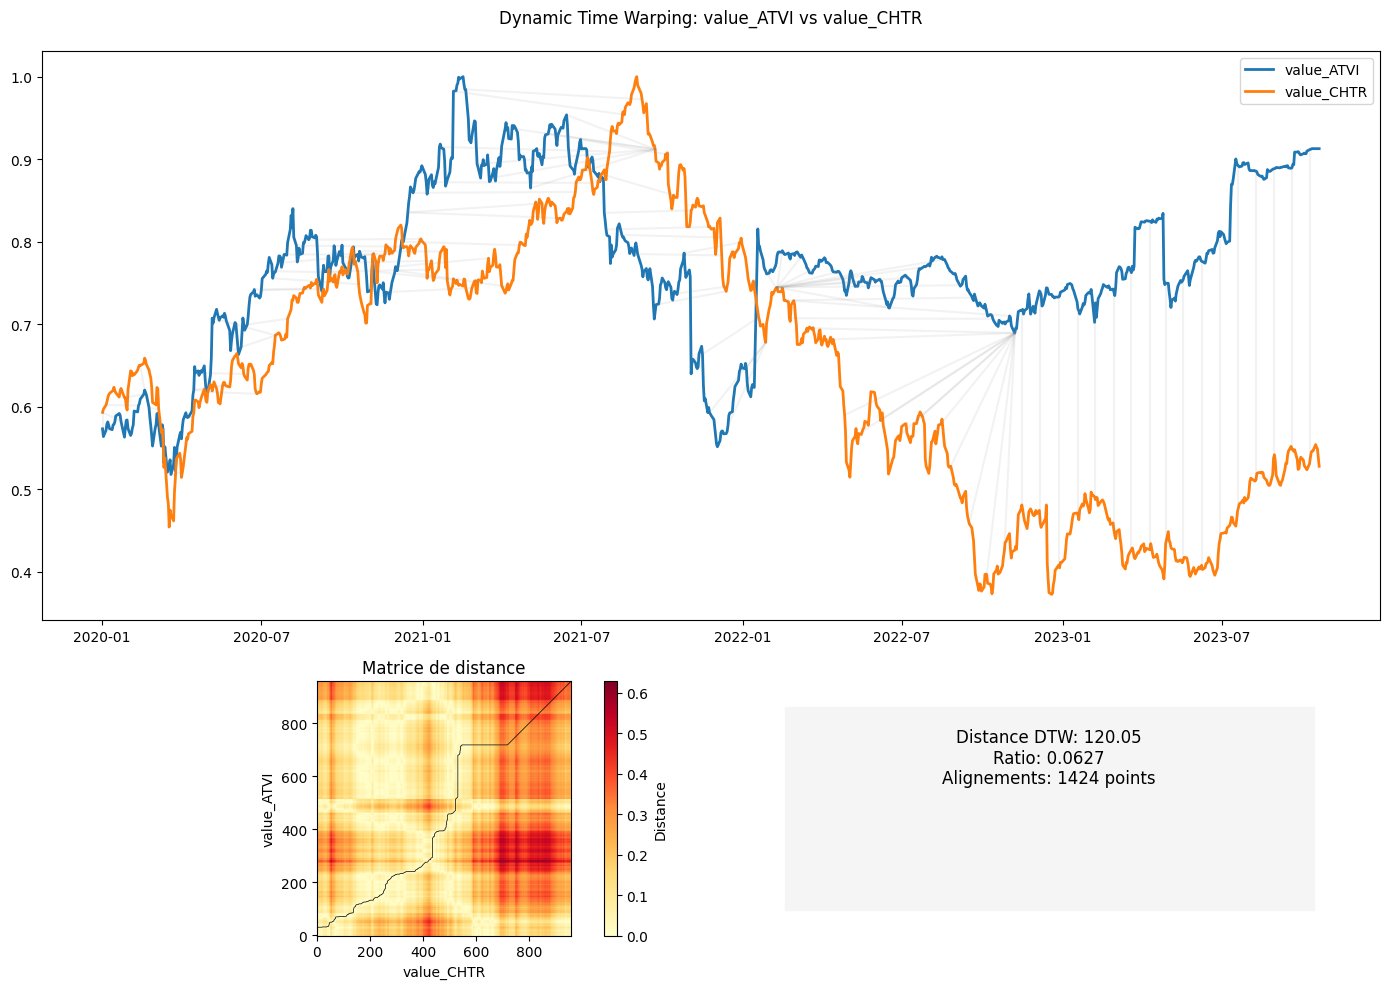 Dynamic Time Warping: value_ATVI vs value_CHTR
value_ATVI
value_CHTR
1.0
0.9
0.8
0.7
0.6
0.5
0.4
2020-01 2020-07 2021-01 2021-07 2022-01 2022-07 2023-01 2023-07
Matrice de distance
value_ATVI
800
600
400
200
0
0 200 400 600 800
value_CHTR
0.6
0.5
0.4
0.3
0.2
0.1
0.0
Distance
Distance DTW: 120.05
Ratio: 0.0627
Alignements: 1424 points